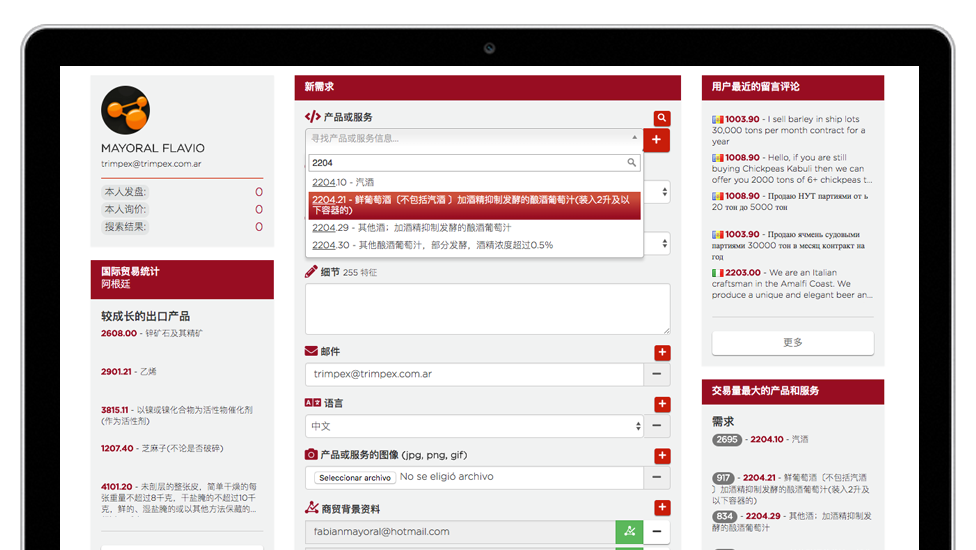 MAYORAL FLAVIO
trimpex@trimpex.com.ar
本人发盘: 0
本人询价: 0
搜索结果: 0
国际贸易统计
阿根廷
较成长的出口产品
2608.00 - 锌矿石及其精矿
2901.21 - 乙烯
3815.11 - 以镍或镍化合物为活性物催化剂
(作为活性剂)
1207.40 - 芝麻子(不论是否破碎)
4101.20 - 未剖层的整张皮，简单干燥的每
张重量不超过8千克，干盐腌的不超过10千
克，鲜的、湿盐腌的或以其他方法保藏的...
新需求
产品或服务
寻找产品或服务信息...
2204
2204.10 - 汽酒
2204.21 - 鲜葡萄酒〔不包括汽酒〕加酒精抑制发酵的酿酒葡萄汁(装入2升及以
下容器的)
2204.29 - 其他酒；加酒精抑制发酵的酿酒葡萄汁
2204.30 - 其他酿酒葡萄汁，部分发酵，酒精浓度超过0.5%
细节 255 特征
邮件
trimpex@trimpex.com.ar
语言
中文
产品或服务的图像 (jpg, png, gif)
Seleccionar archivo No se eligió archivo
商贸背景资料
fabianmayoral@hotmail.com
用户最近的留言评论
1003.90 - I sell barley in ship lots
30,000 tons per month contract for a
year
1008.90 - Hello, if you are still
buying Chickpeas Kabuli then we can
offer you 2000 tons of 6+ chickpeas t...
1008.90 - Продаю НУТ партиями от ь
20 тон до 5000 тон
1003.90 - Продаю ячмень судовыми
партиями 30000 тон в месяц контракт на
год
2203.00 - We are an Italian
craftsman in the Amalfi Coast. We
produce a unique and elegant beer an...
更多
交易量最大的产品和服务
需求
2695 - 2204.10 - 汽酒
917 - 2204.21 - 鲜葡萄酒〔不包括汽酒
〕加酒精抑制发酵的酿酒葡萄汁(装入2升及
以下容器的)
834 - 2204.29 - 其他酒；加酒精抑制发
酵的酿酒葡萄汁